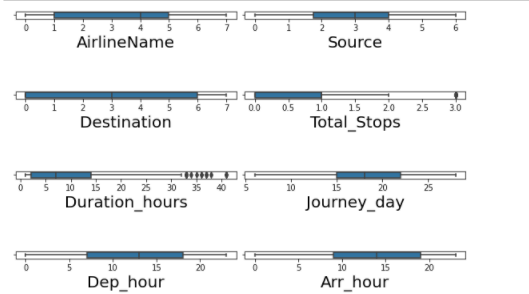 0 1 2 3 4 5 6 7
AirlineName
0 1 2 3 4 5 6
Source
0 1 2 3 4 5 6 7
Destination
0.0 0.5 1.0 1.5 2.0 2.5 3.0
Total_Stops
0 5 10 15 20 25 30 35 40
Duration_hours
5 10 15 20 25
Journey_day
0 5 10 15 20
Dep_hour
0 5 10 15 20
Arr_hour